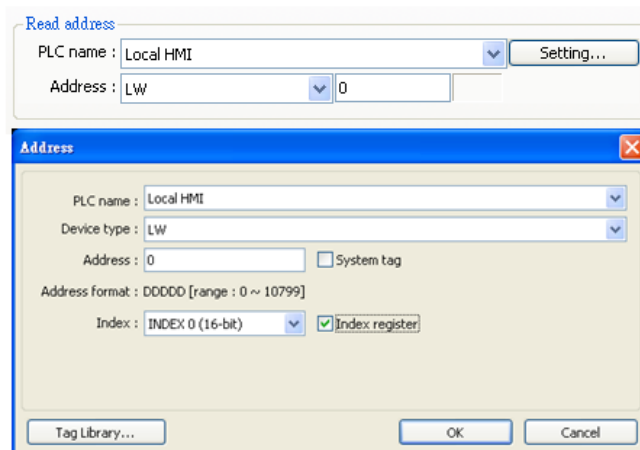 Read address
PLC name : Local HMI Setting...
Address : LW 0
Address
PLC name : Local HMI
Device type : LW
Address : 0 System tag
Address format : DDDDD [range : 0 ~ 10799]
Index : INDEX 0 (16-bit) Index register
Tag Library... OK Cancel